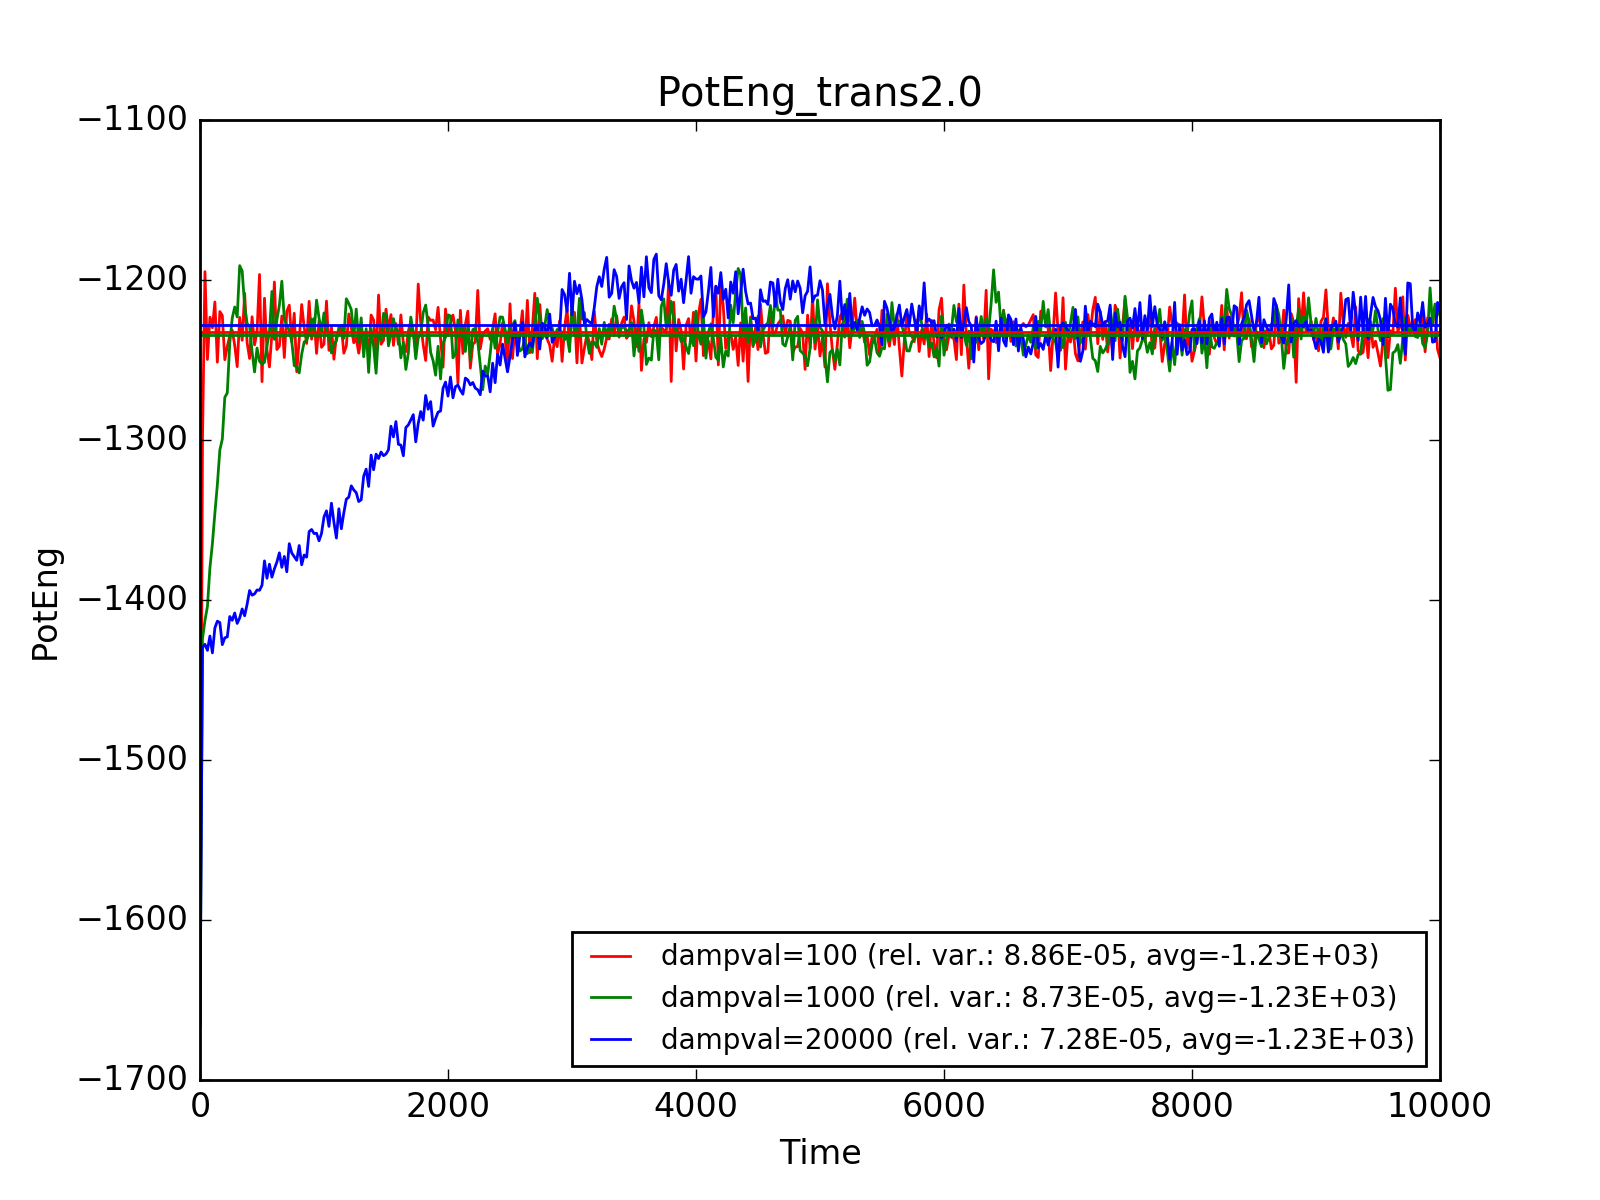 PotEng_trans2.0
−1100
−1200
−1300
−1400
−1500
−1600
−1700
PotEng
dampval=100 (rel. var.: 8.86E-05, avg=-1.23E+03)
dampval=1000 (rel. var.: 8.73E-05, avg=-1.23E+03)
dampval=20000 (rel. var.: 7.28E-05, avg=-1.23E+03)
0 2000 4000 6000 8000 10000
Time